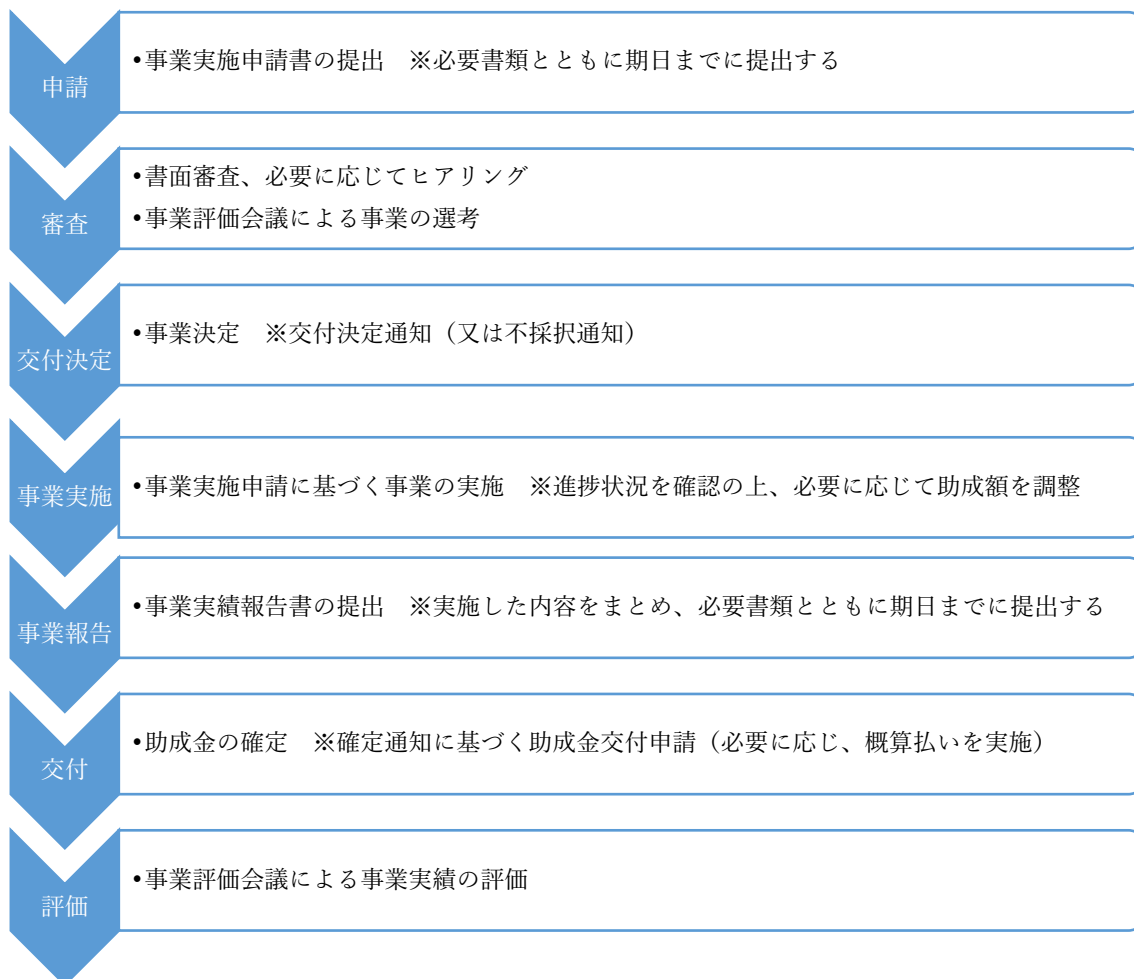 申請
•事業実施申請書の提出　※必要書類とともに期日までに提出する
審査
•書面審査、必要に応じてヒアリング
•事業評価会議による事業の選考
交付決定
•事業決定　※交付決定通知（又は不採択通知）
事業実施
•事業実施申請に基づく事業の実施　※進捗状況を確認の上、必要に応じて助成額を調整
事業報告
•事業実績報告書の提出　※実施した内容をまとめ、必要書類とともに期日までに提出する
交付
•助成金の確定　※確定通知に基づく助成金交付申請（必要に応じ、概算払いを実施）
評価
•事業評価会議による事業実績の評価